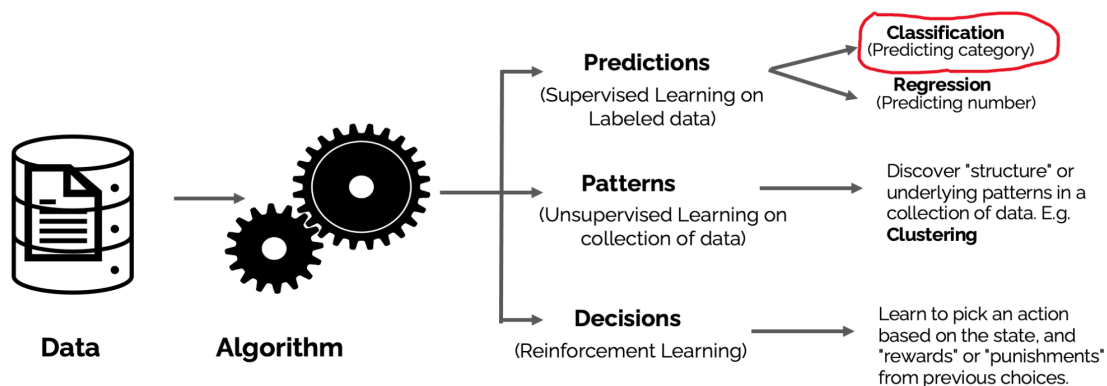 Data
Algorithm
Predictions
(Supervised Learning on
Labeled data)
Classification
(Predicting category)
Regression
(Predicting number)
Patterns
(Unsupervised Learning on
collection of data)
Discover "structure" or
underlying patterns in a
collection of data. E.g.
Clustering
Decisions
(Reinforcement Learning)
Learn to pick an action
based on the state, and
"rewards" or "punishments"
from previous choices.